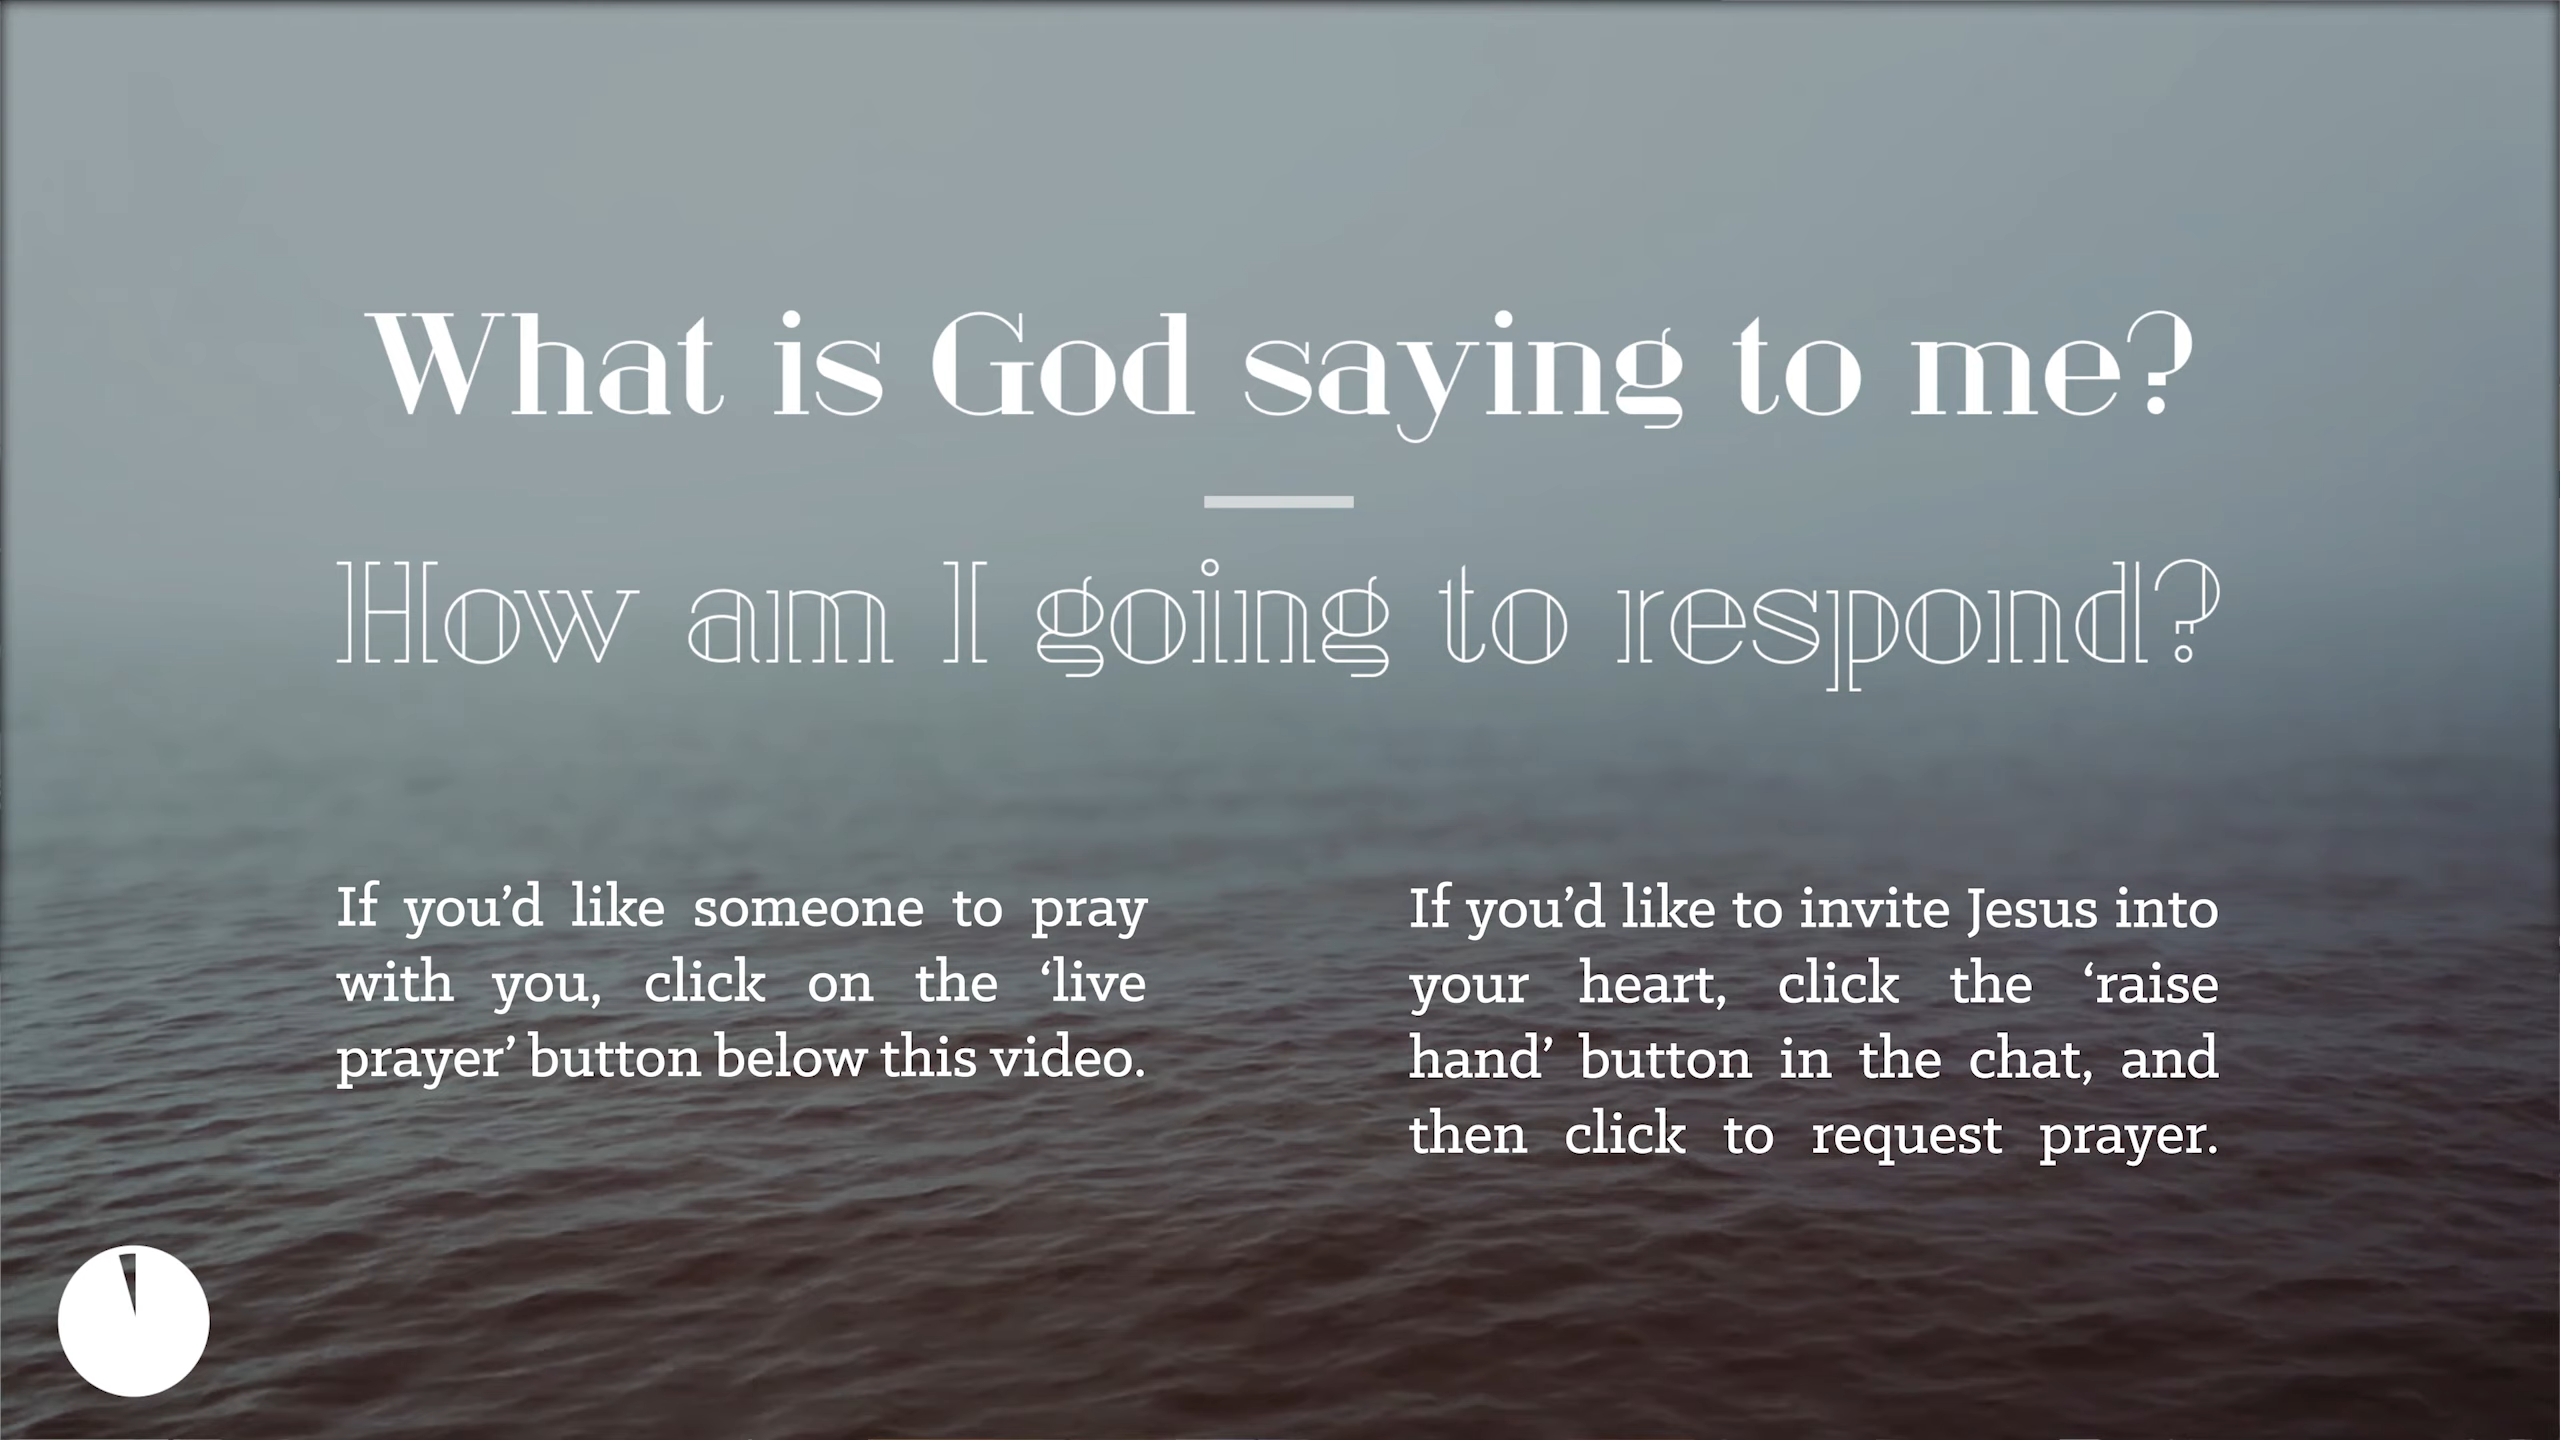 What is God saying to me?
How am I going to respond?
If you’d like someone to pray
with you, click on the ‘live
prayer’ button below this video.
If you’d like to invite Jesus into
your heart, click the ‘raise
hand’ button in the chat, and
then click to request prayer.